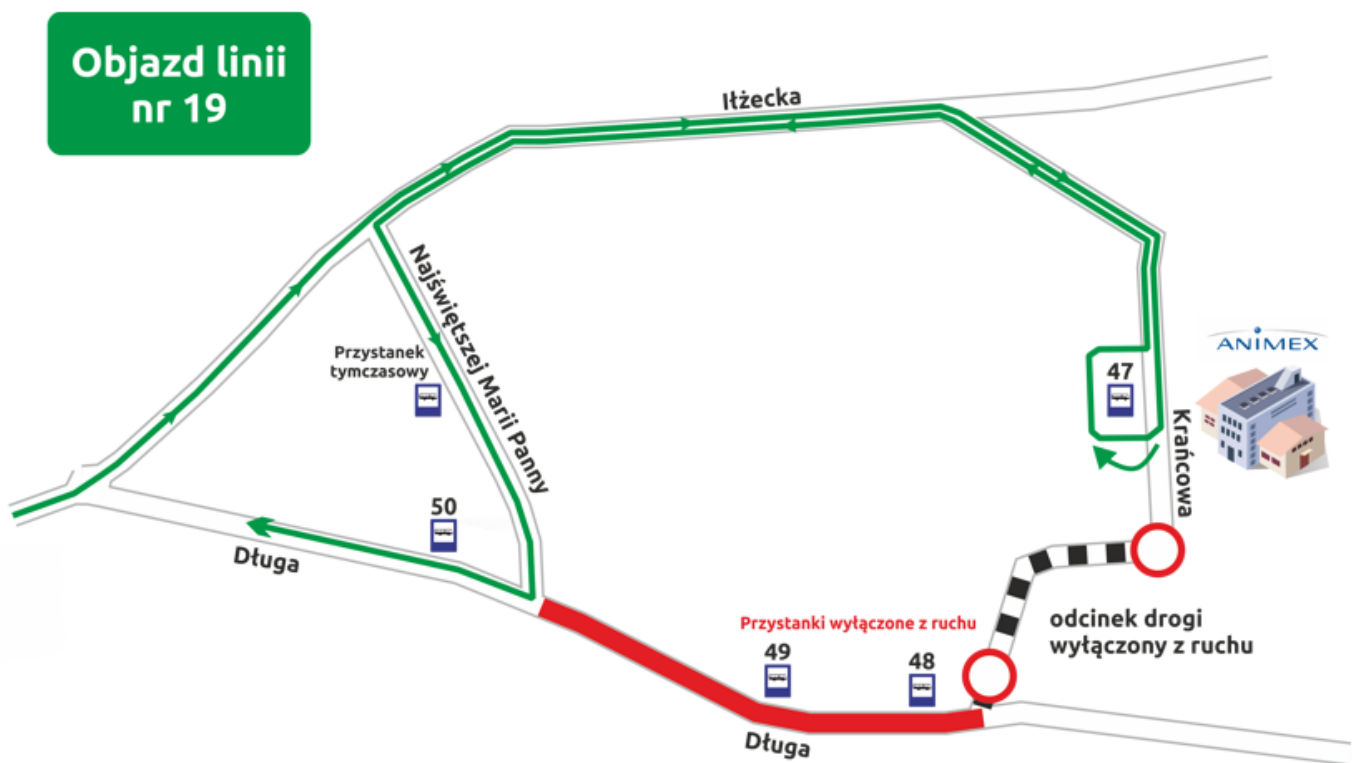 Objazd linii
nr 19
Iłżecka
Najświętszej Marii Panny
Przystanek
tymczasowy
ANIMEX
47
Krańcowa
50
Długa
Przystanki wyłączone z ruchu
49
48
odcinek drogi
wyłączony z ruchu
Długa